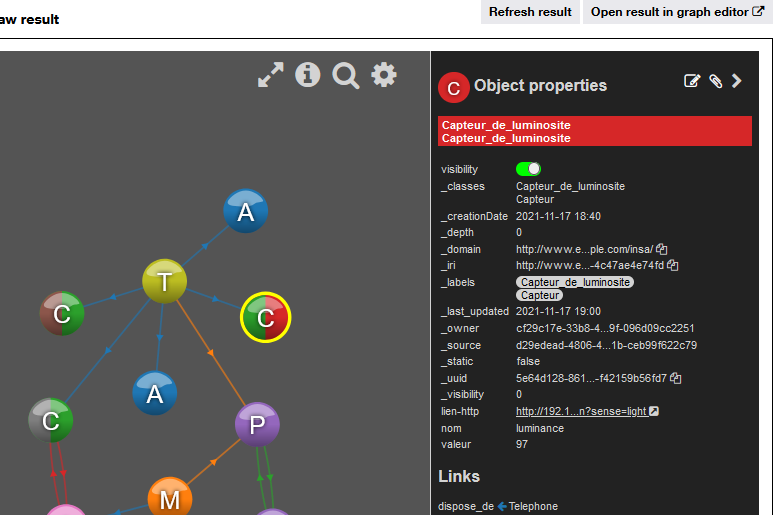 aw result
Refresh result
Open result in graph editor
C Object properties
Capteur_de_luminosite
Capteur_de_luminosite
visibility
_classes Capteur_de_luminosite
Capteur
_creationDate 2021-11-17 18:40
_depth 0
_domain http://www.e...ple.com/insa/
_iri http://www.e...-4c47ae4e74fd
_labels Capteur_de_luminosite
Capteur
_last_updated 2021-11-17 19:00
_owner cf29c17e-33b8-4...9f-096d09cc2251
_source d29edead-4806-4...1b-ceb99f622c79
_static false
_uuid 5e64d128-861...-f42159b56fd7
_visibility 0
lien-http http://192.1...n?sense=light
nom luminance
valeur 97
Links
dispose_de Telephone
A
T
C
C
A
C
P
M